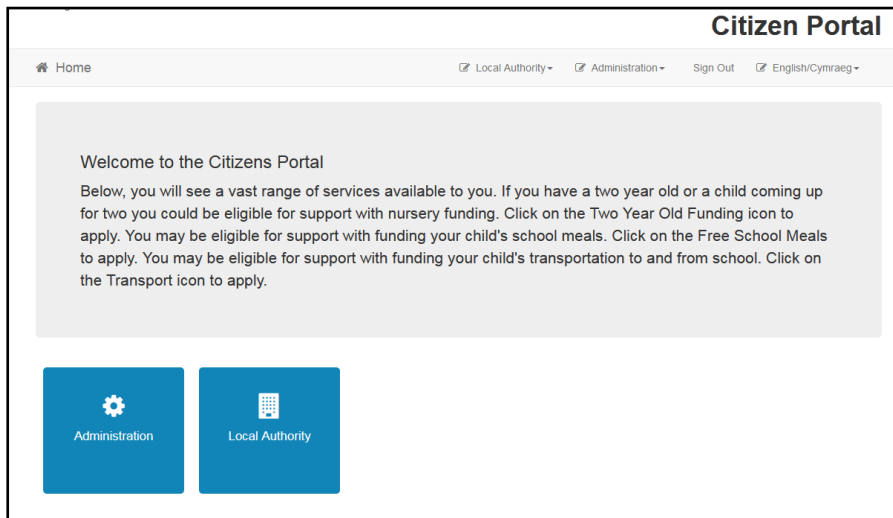 Citizen Portal
Home
Local Authority
Administration
Sign Out
English/Cymraeg
Welcome to the Citizens Portal
Below, you will see a vast range of services available to you. If you have a two year old or a child coming up
for two you could be eligible for support with nursery funding. Click on the Two Year Old Funding icon to
apply. You may be eligible for support with funding your child's school meals. Click on the Free School Meals
to apply. You may be eligible for support with funding your child's transportation to and from school. Click on
the Transport icon to apply.
Administration
Local Authority